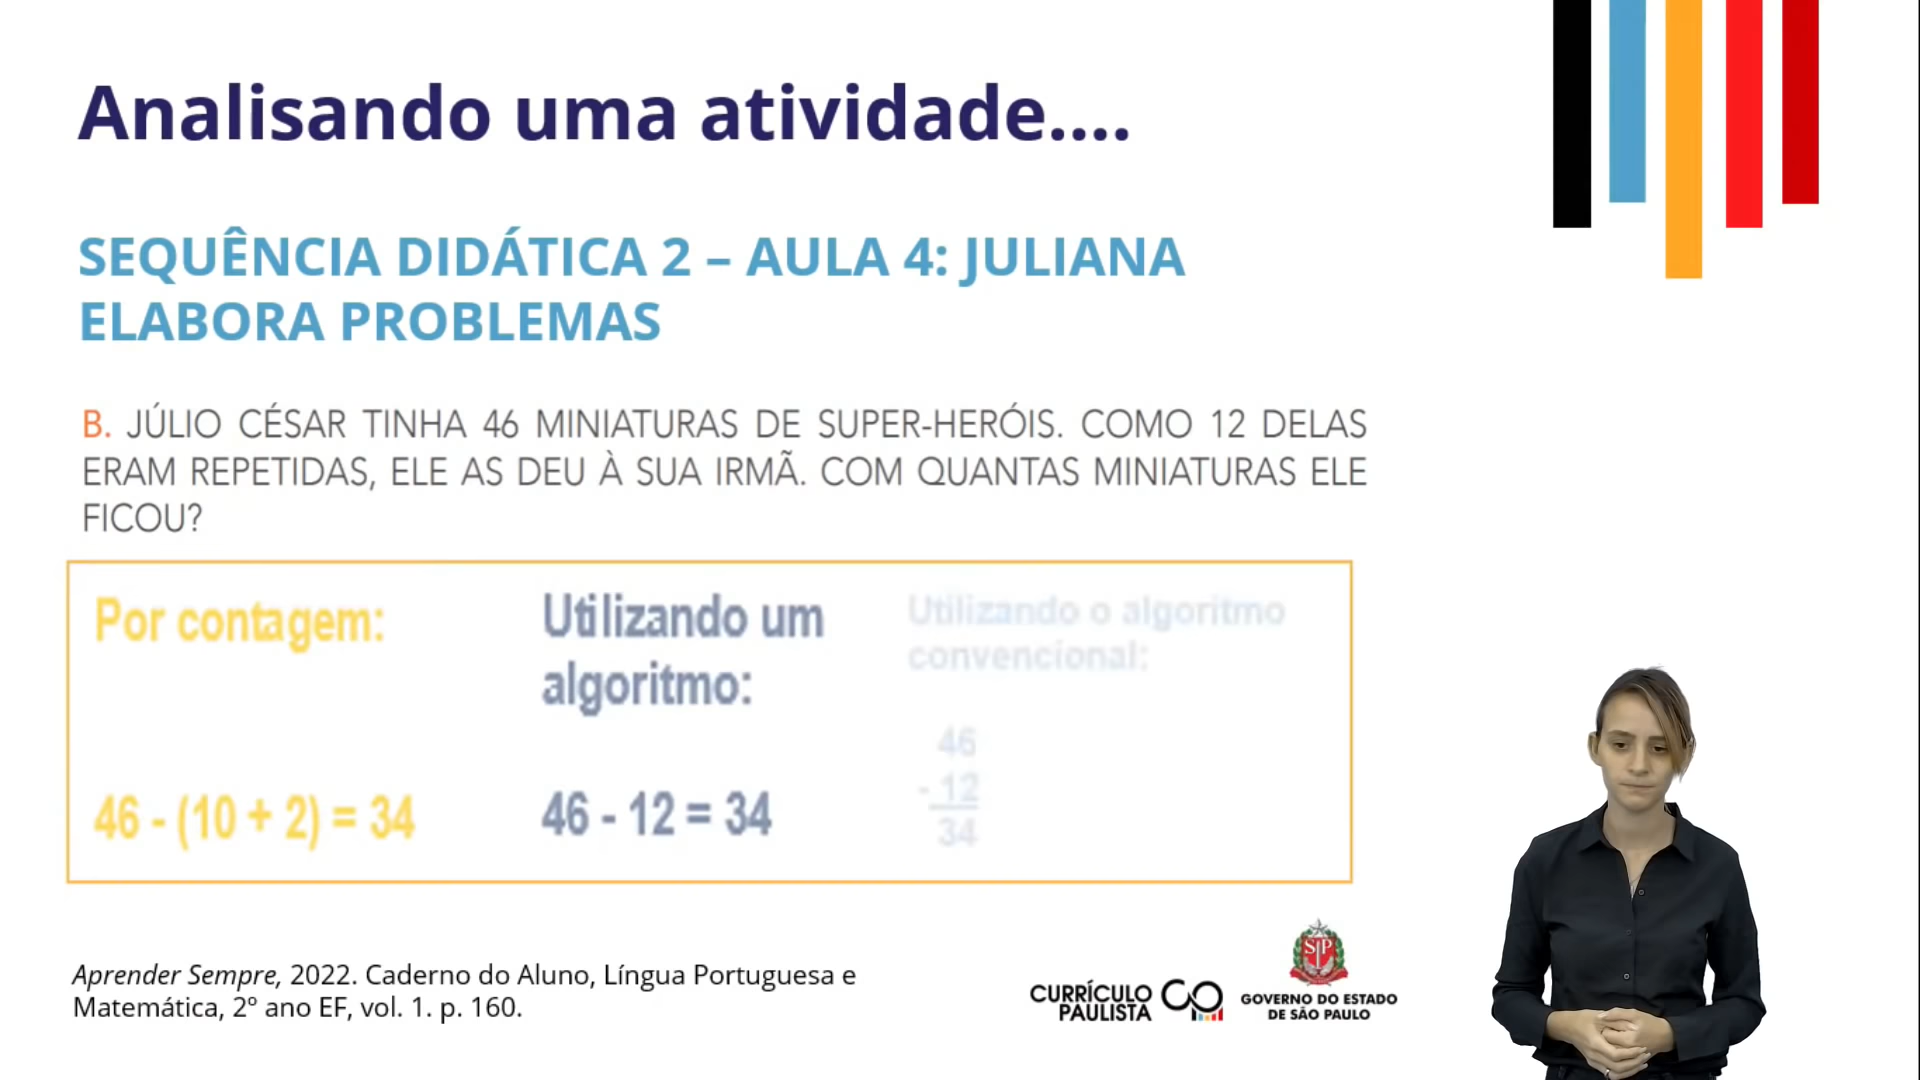 Analisando uma atividade....
SEQUÊNCIA DIDÁTICA 2 – AULA 4: JULIANA
ELABORA PROBLEMAS
B. JÚLIO CÉSAR TINHA 46 MINIATURAS DE SUPER-HERÓIS. COMO 12 DELAS
ERAM REPETIDAS, ELE AS DEU À SUA IRMÃ. COM QUANTAS MINIATURAS ELE
FICOU?
Por contagem:
46 - (10 + 2) = 34
Utilizando um
algoritmo:
46 - 12 = 34
Utilizando o algoritmo
convencional:
46
- 12
34
Aprender Sempre, 2022. Caderno do Aluno, Língua Portuguesa e
Matemática, 2º ano EF, vol. 1. p. 160.
CURRÍCULO
PAULISTA
SP
GOVERNO DO ESTADO
DE SÃO PAULO